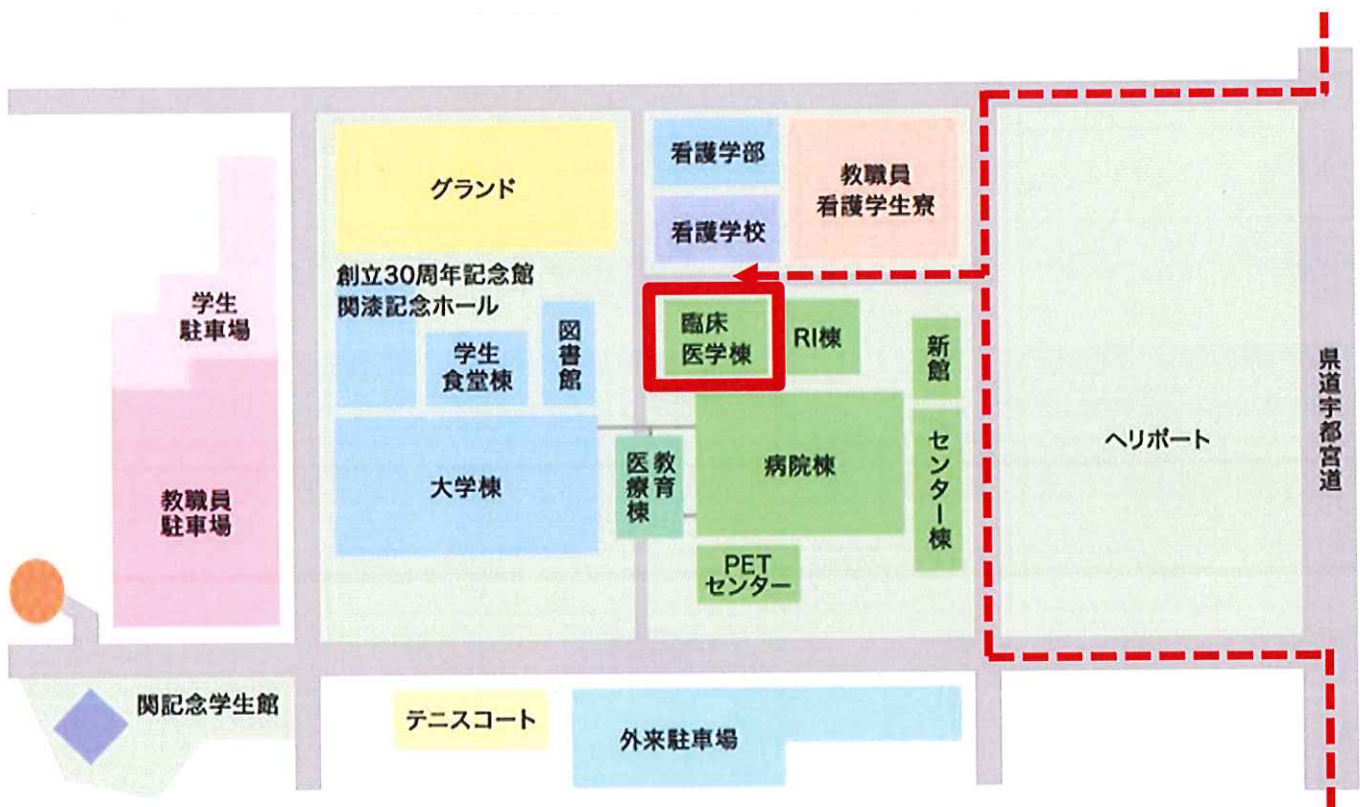 グランド
看護学部
看護学校
教職員
看護学生寮
創立30周年記念館
関湊記念ホール
学生
駐車場
学生
食堂棟
図書館
臨床
医学棟
RI棟
新館
県道宇都宮道
ヘリポート
教職員
駐車場
大学棟
教育
医療棟
病院棟
センター棟
PET
センター
関記念学生館
テニスコート
外来駐車場